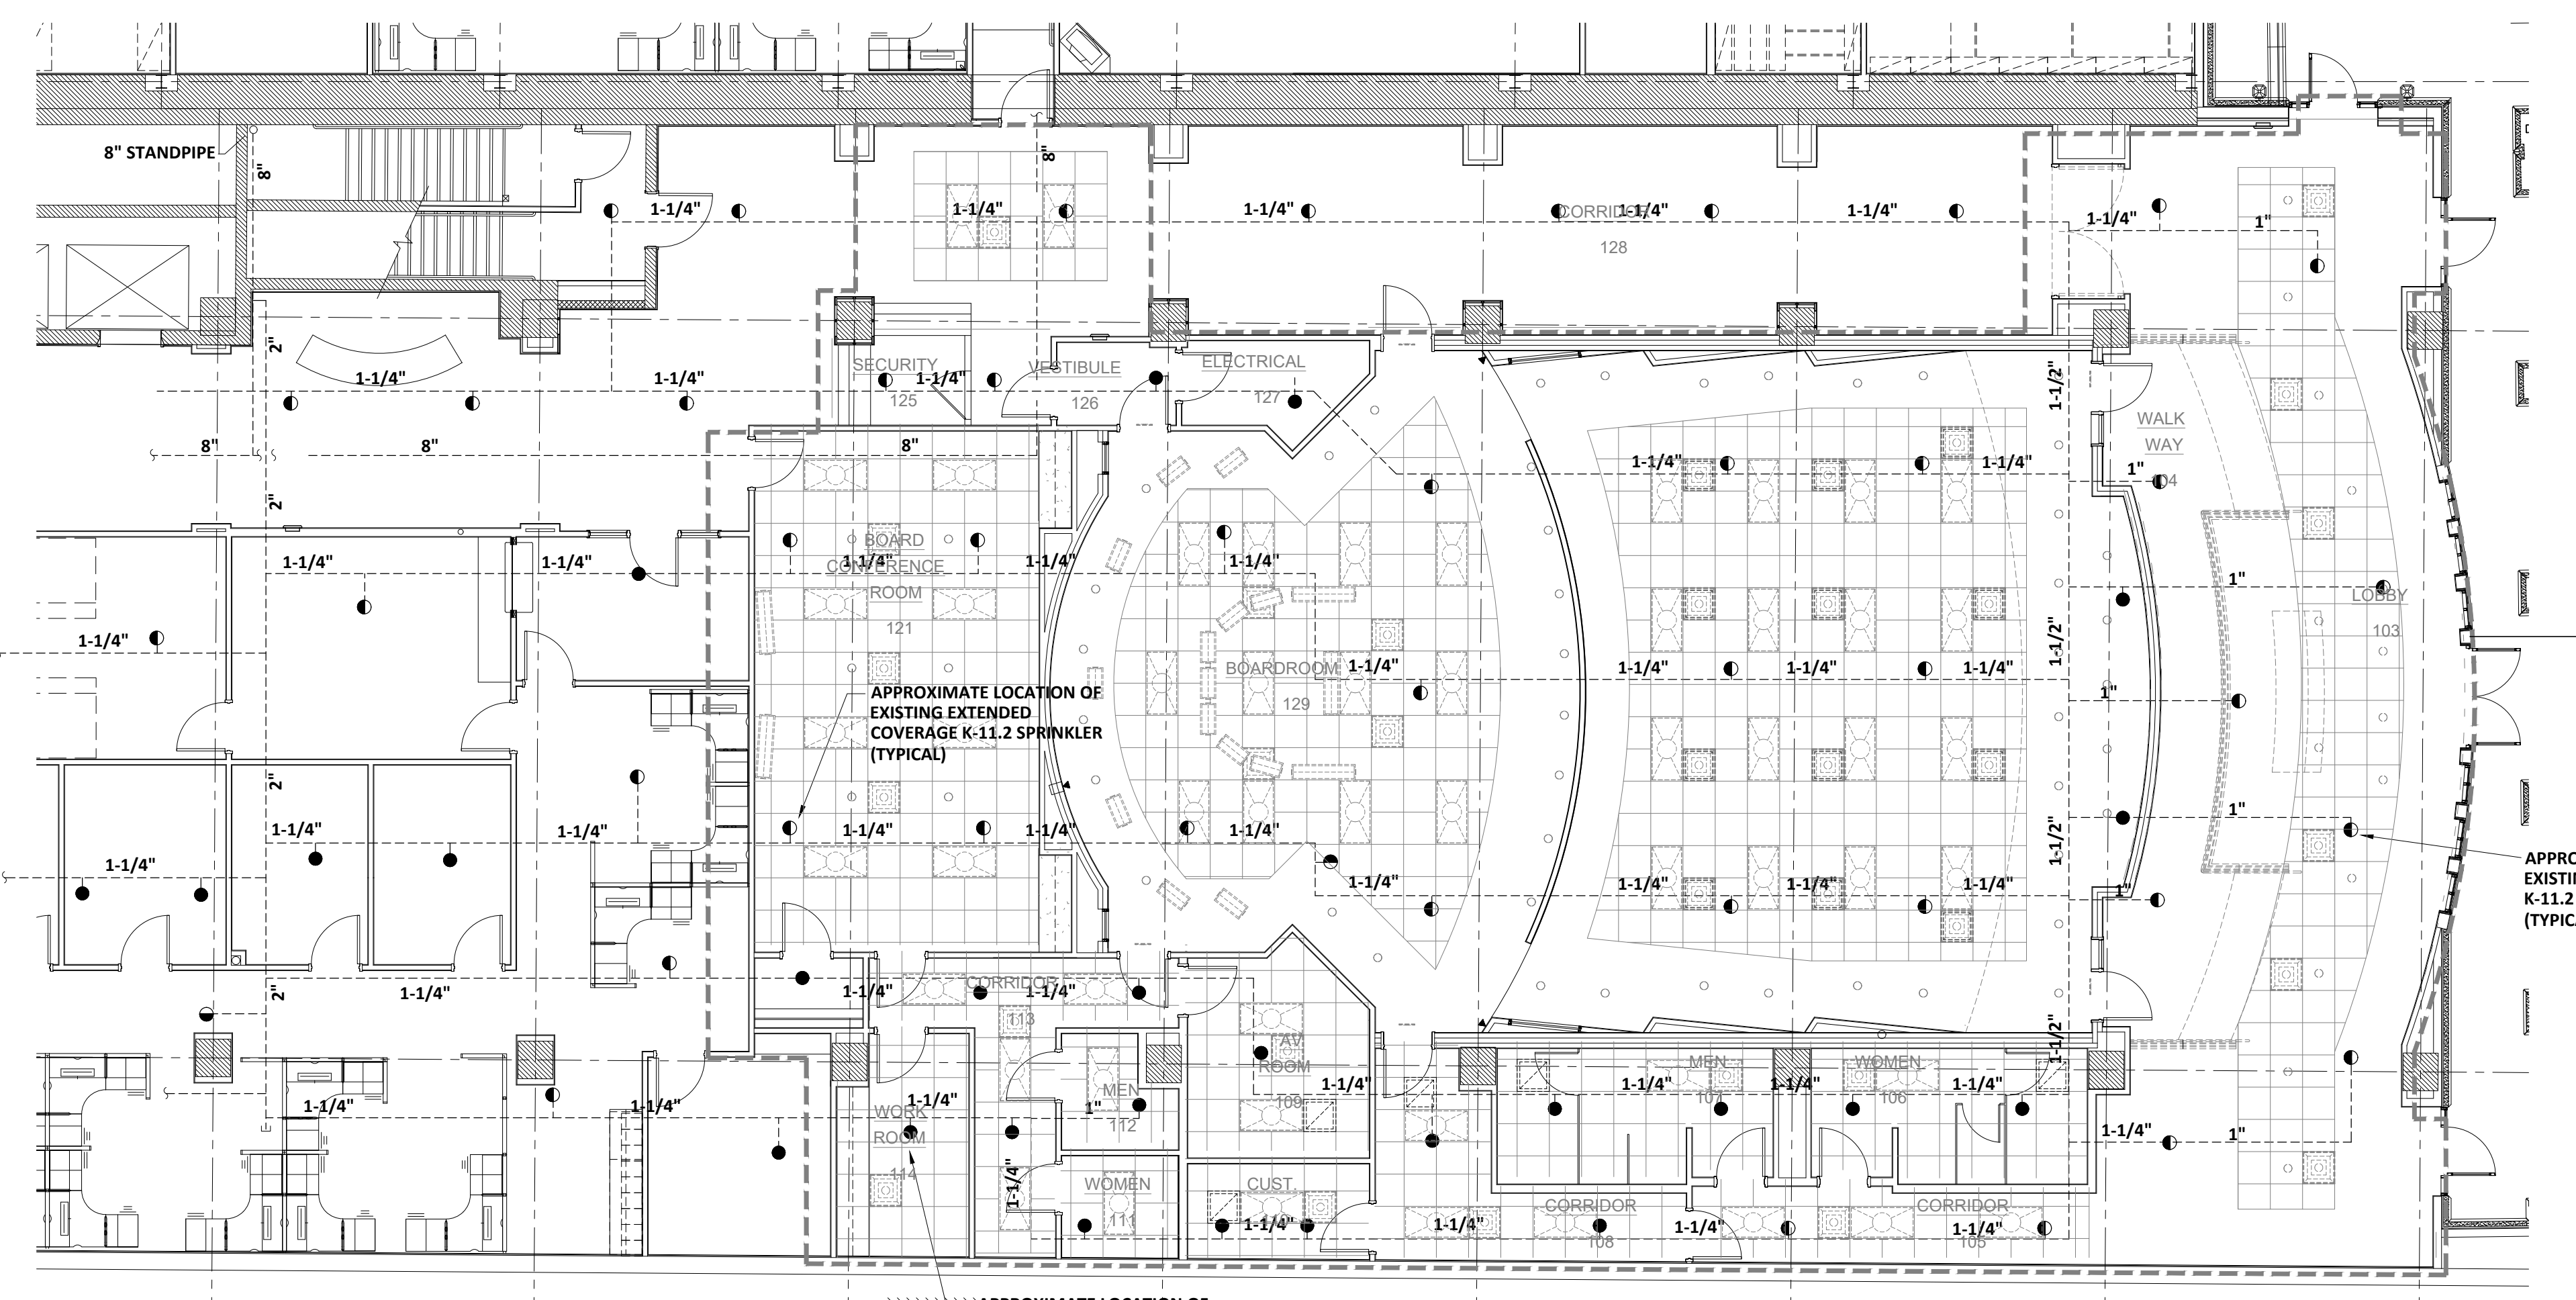 8" STANDPIPE
8"
8"
1-1/4"
1-1/4"
1-1/4"
CORRIDOR
1-1/4"
1-1/4"
1-1/4"
1"
128
2"
1-1/4"
1-1/4"
SECURITY
1-1/4"
125
VESTIBULE
126
ELECTRICAL
127
1-1/2"
WALK
WAY
104
8"
8"
8"
1-1/4"
1-1/4"
1"
2"
1-1/4"
1-1/4"
BOARD
1-1/4"
CONFERENCE
ROOM
121
1-1/4"
1-1/4"
1"
LOBBY
103
1-1/4"
BOARDROOM
129
1-1/4"
1-1/4"
1-1/4"
1-1/4"
1-1/2"
1"
APPROXIMATE LOCATION OF
EXISTING EXTENDED
COVERAGE K-11.2 SPRINKLER
(TYPICAL)
2"
1-1/4"
1-1/4"
1-1/4"
1-1/4"
1-1/4"
1-1/2"
1"
1-1/4"
1-1/4"
1-1/4"
1-1/4"
1-1/4"
1"
APPRO
EXISTIN
K-11.2
(TYPICA
2"
1-1/4"
1-1/4"
CORRIDOR
1-1/4"
113
AV
ROOM
109
1-1/4"
MEN
1-1/4"
107
1-1/4"
WOMEN
106
1-1/4"
1-1/2"
1-1/4"
1-1/4"
1-1/4"
WORK
ROOM
114
1"
MEN
112
1-1/4"
1"
1-1/4"
WOMEN
111
CUST.
1-1/4"
1-1/4"
CORRIDOR
108
1-1/4"
CORRIDOR
1-1/4"
105
APPROXIMATE LOCATION OF